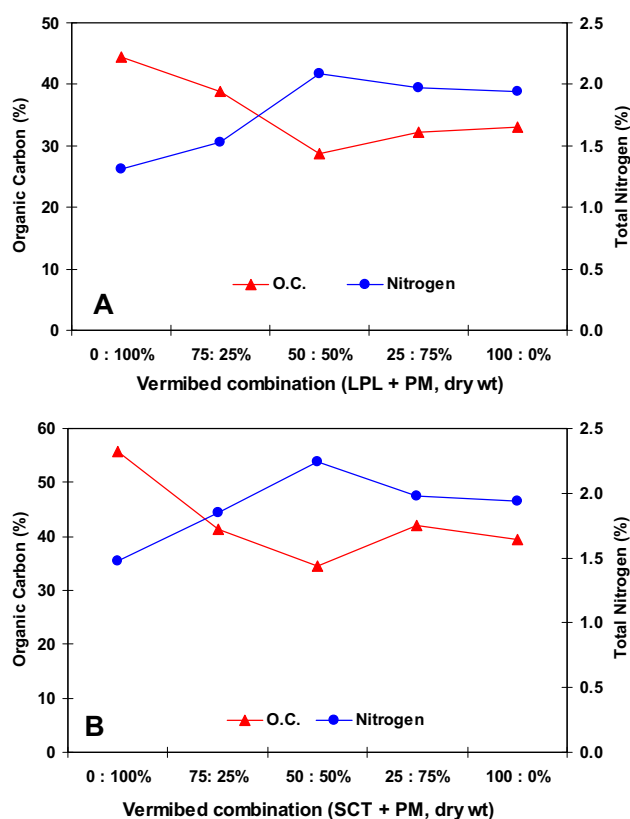 50
40
30
20
10
0
Organic Carbon (%)
2.5
2.0
1.5
1.0
0.5
0.0
Total Nitrogen (%)
A
O.C. Nitrogen
0 : 100% 75: 25% 50 : 50% 25 : 75% 100 : 0%
Vermibed combination (LPL + PM, dry wt)
60
50
40
30
20
10
0
Organic Carbon (%)
2.5
2.0
1.5
1.0
0.5
0.0
Total Nitrogen (%)
B
O.C. Nitrogen
0 : 100% 75: 25% 50 : 50% 25 : 75% 100 : 0%
Vermibed combination (SCT + PM, dry wt)